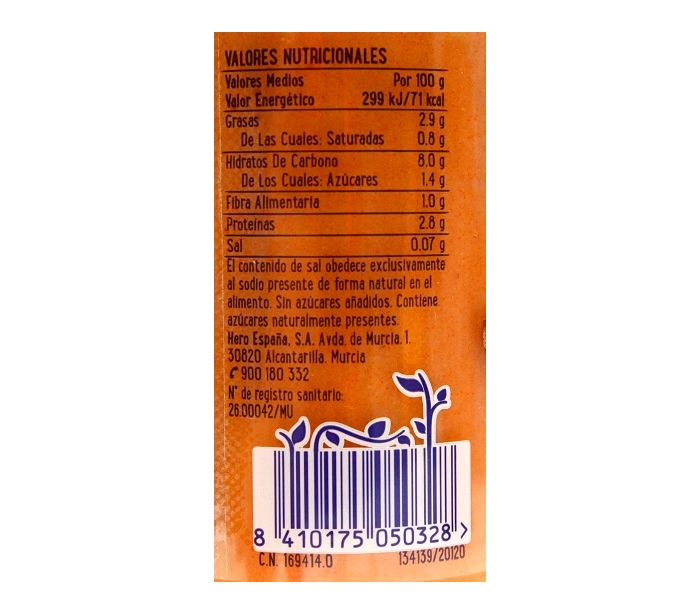 VALORES NUTRICIONALES
Valores Medios Por 100 g
Valor Energético 299 kJ/71 kcal
Grasas 2.9 g
De Las Cuales: Saturadas 0.8 g
Hidratos De Carbono 8.0 g
De Los Cuales: Azúcares 1.4 g
Fibra Alimentaria 1.0 g
Proteínas 2.8 g
Sal 0,07 g
El contenido de sal obedece exclusivamente
al sodio presente de forma natural en el
alimento. Sin azúcares añadidos. Contiene
azúcares naturalmente presentes.
Hero España, S.A. Avda. de Murcia, 1.
30820 Alcantarilla. Murcia
900 180 332
N° de registro sanitario:
26.00042/MU
8 410175 050328 >
C.N. 169414.0 134139/20120